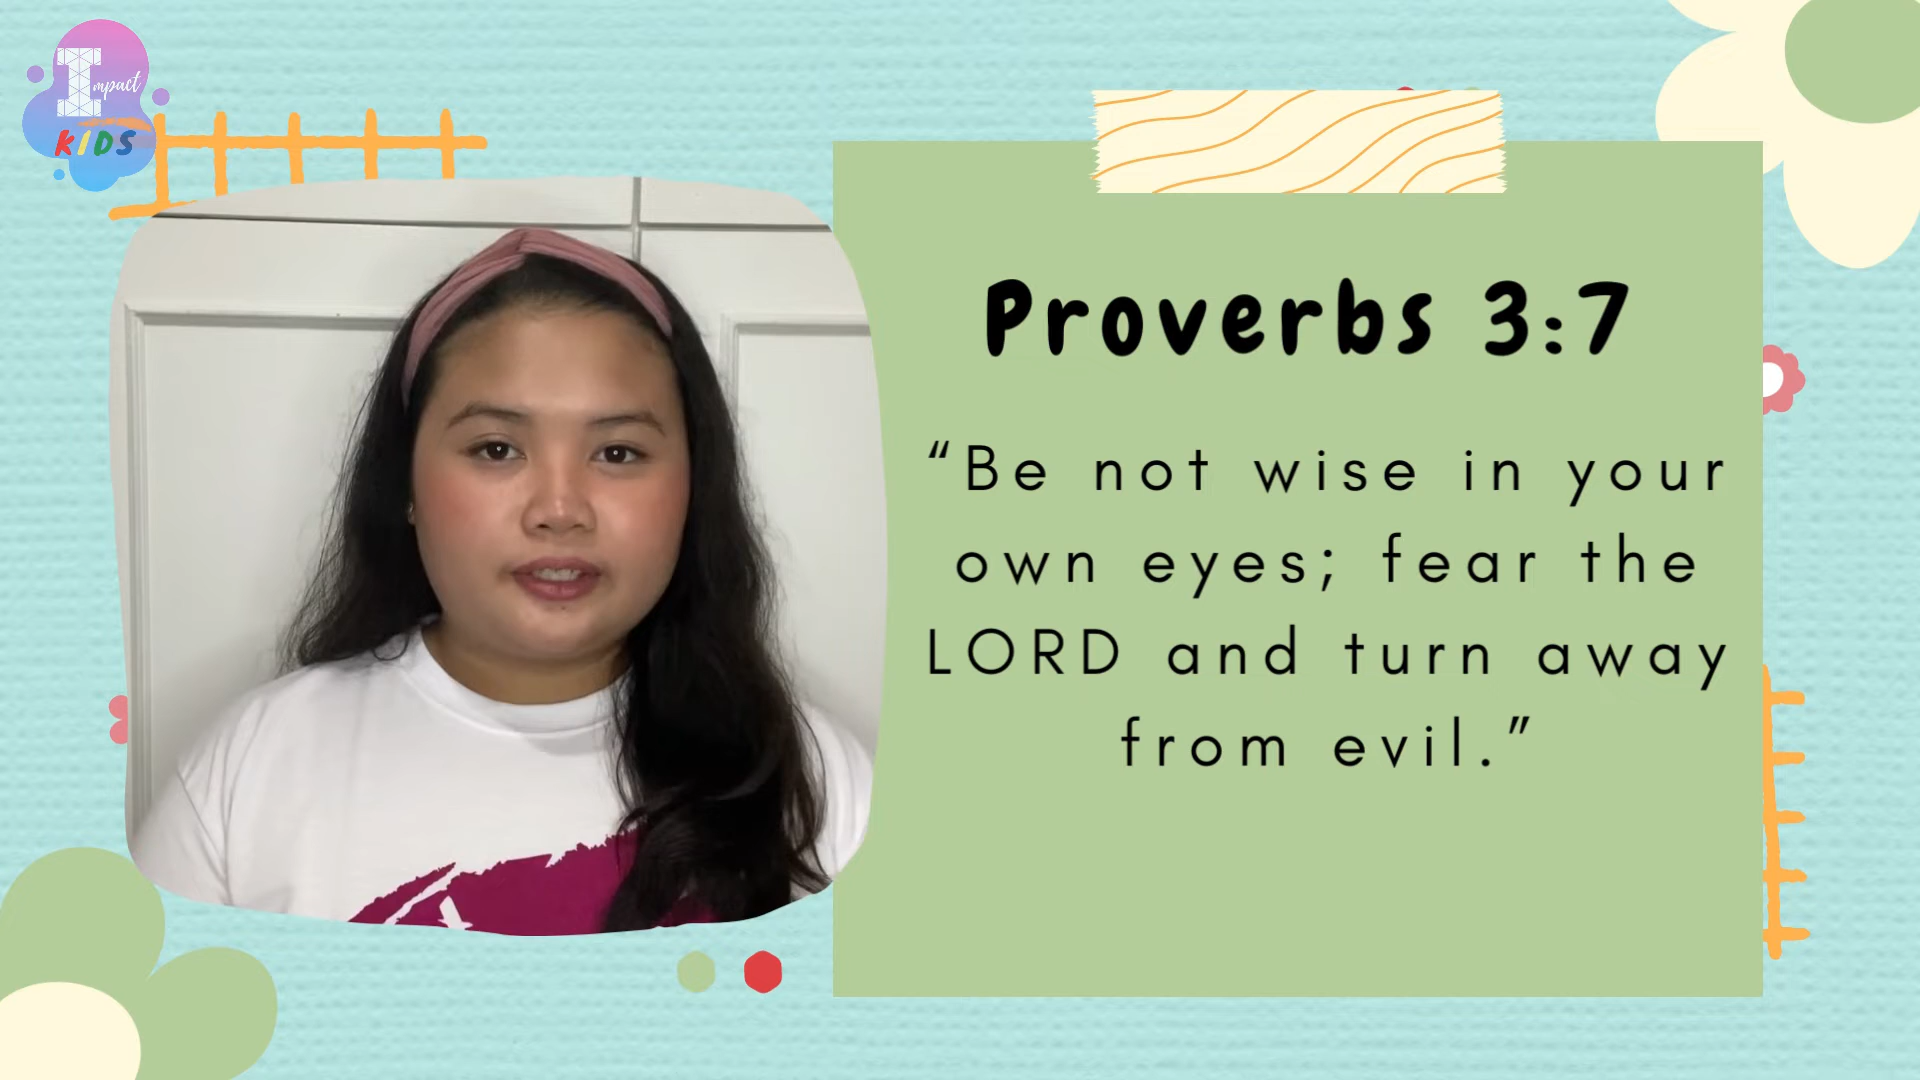 Impact
KIDS
Proverbs 3:7
“Be not wise in your
own eyes; fear the
LORD and turn away
from evil.”